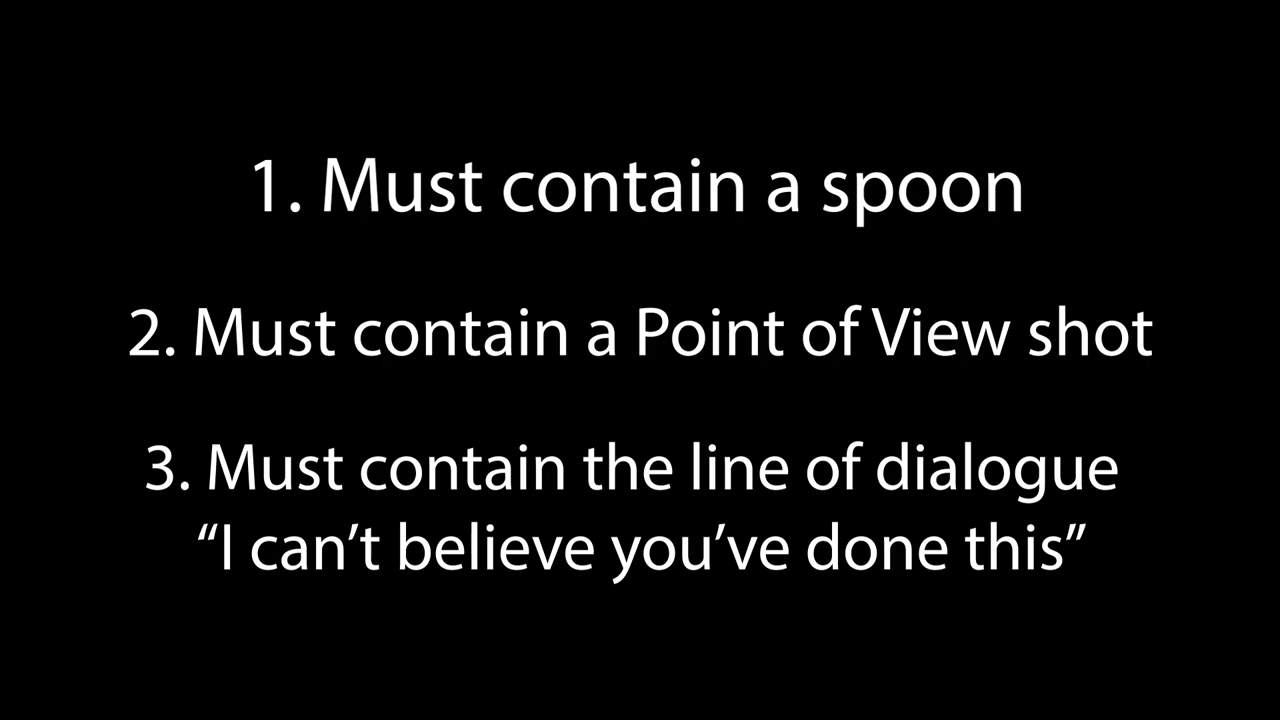 1. Must contain a spoon
2. Must contain a Point of View shot
3. Must contain the line of dialogue
“I can’t believe you’ve done this”